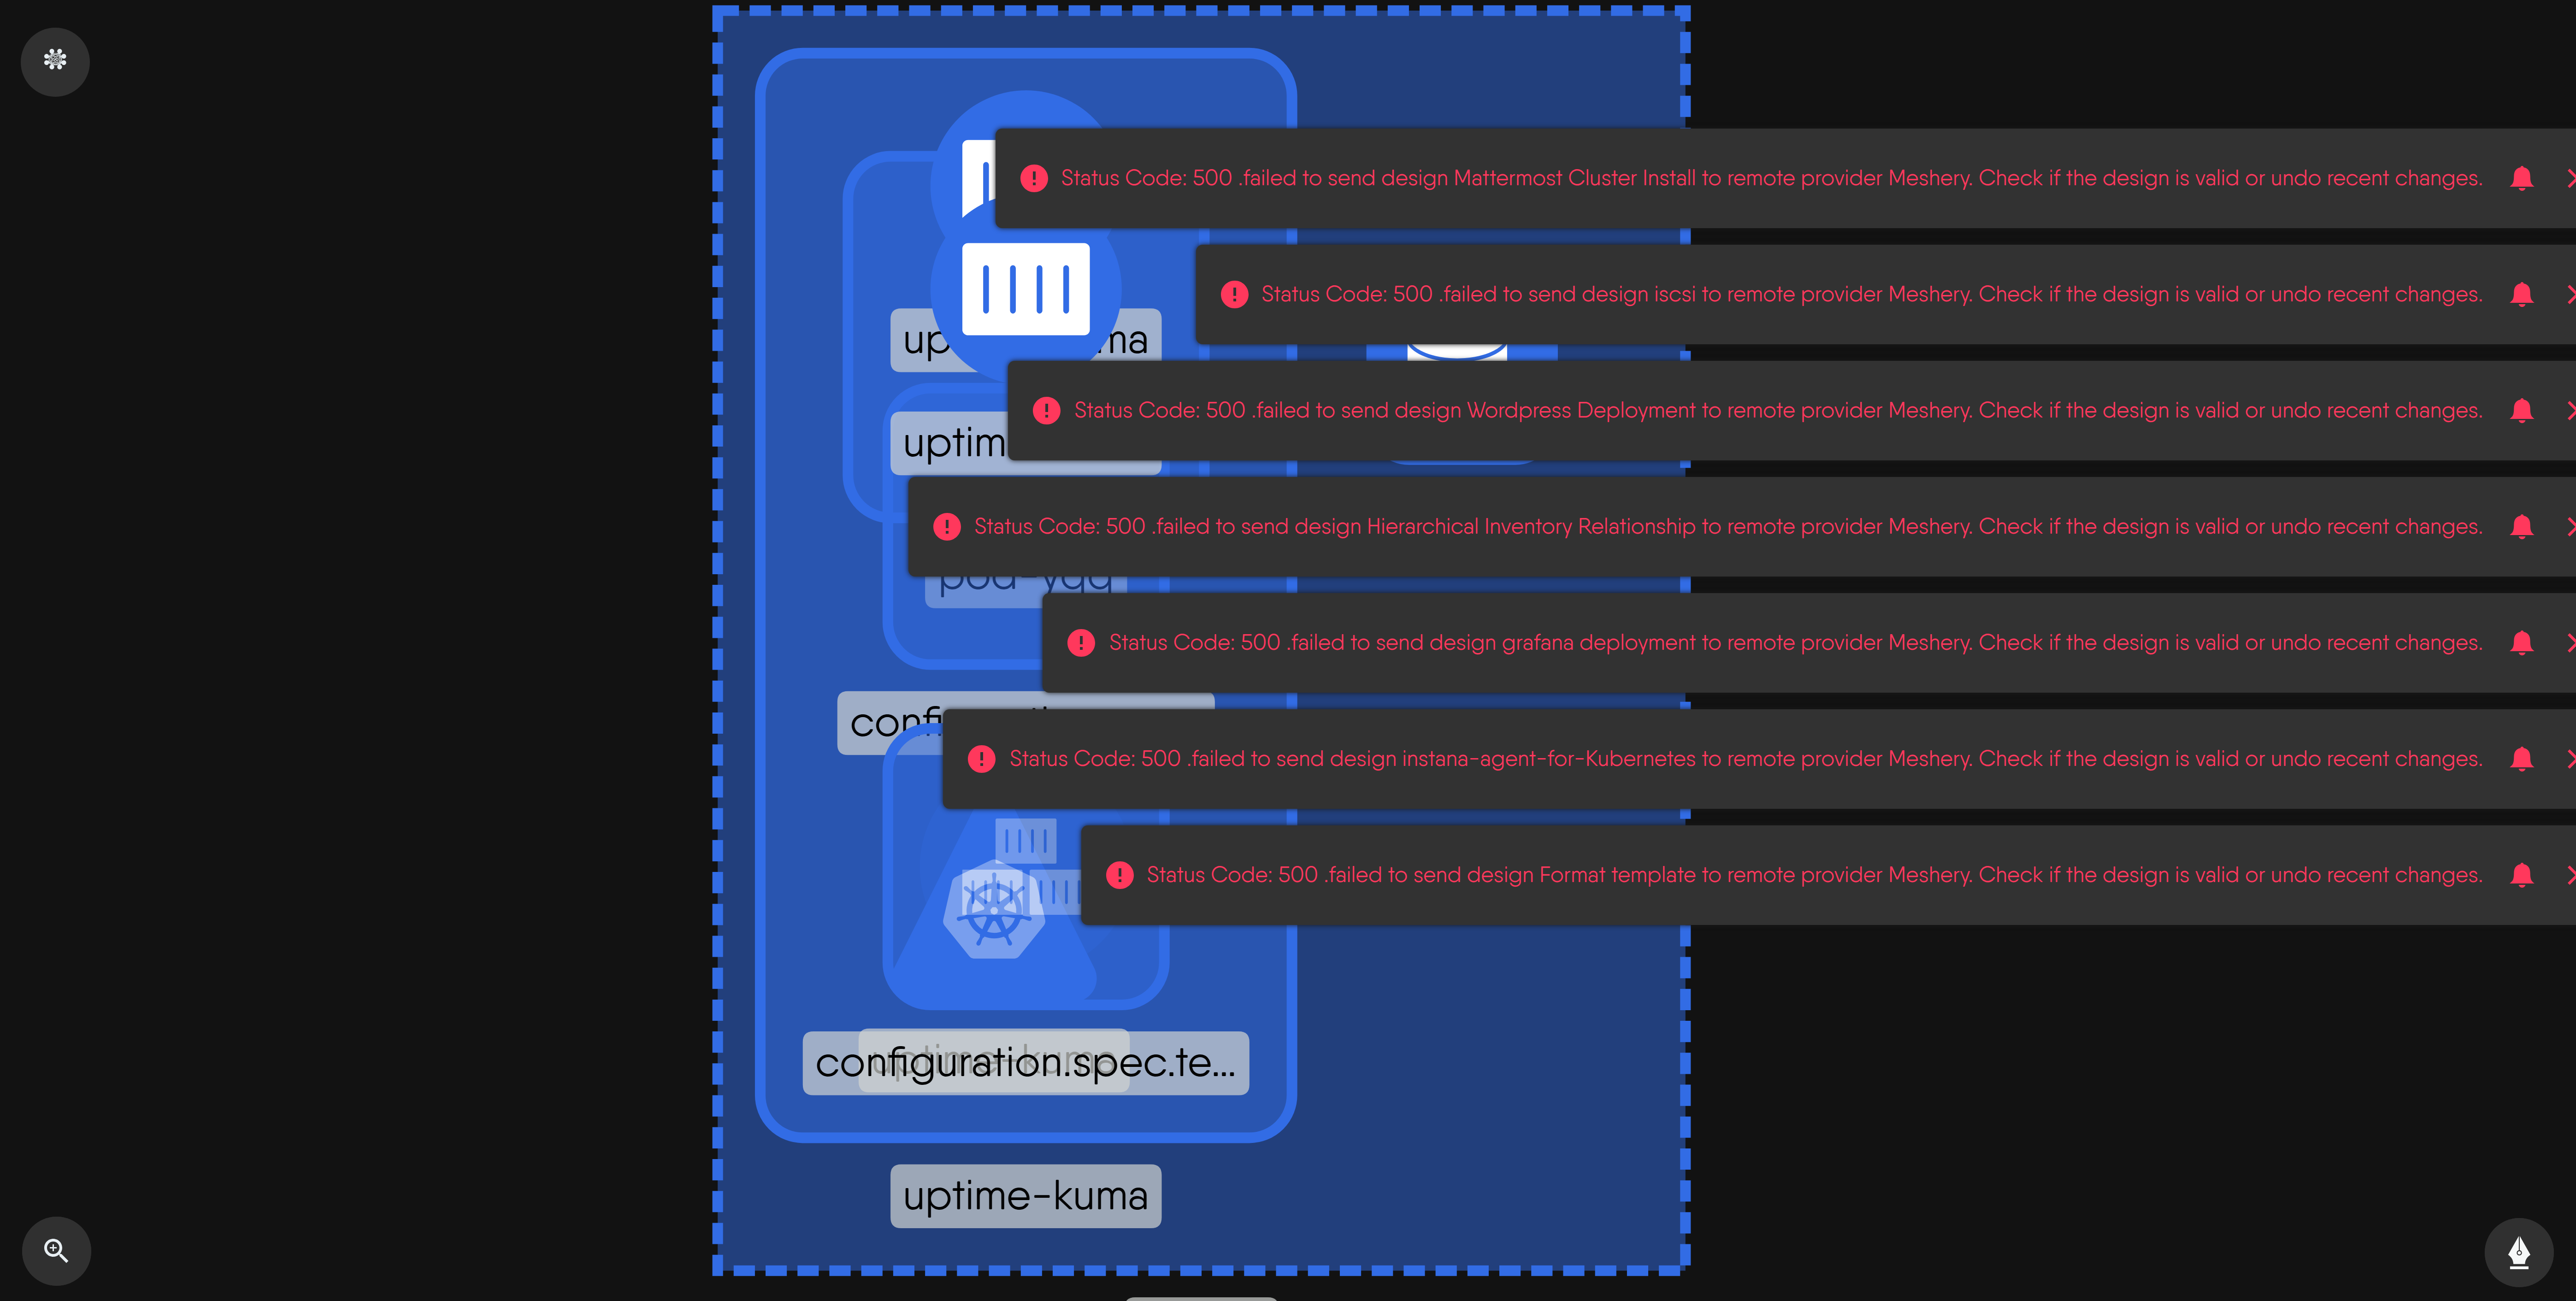 Status Code: 500 .failed to send design Mattermost Cluster Install to remote provider Meshery. Check if the design is valid or undo recent changes.
Status Code: 500 .failed to send design iscsi to remote provider Meshery. Check if the design is valid or undo recent changes.
Status Code: 500 .failed to send design Wordpress Deployment to remote provider Meshery. Check if the design is valid or undo recent changes.
Status Code: 500 .failed to send design Hierarchical Inventory Relationship to remote provider Meshery. Check if the design is valid or undo recent changes.
Status Code: 500 .failed to send design grafana deployment to remote provider Meshery. Check if the design is valid or undo recent changes.
Status Code: 500 .failed to send design instana-agent-for-Kubernetes to remote provider Meshery. Check if the design is valid or undo recent changes.
Status Code: 500 .failed to send design Format template to remote provider Meshery. Check if the design is valid or undo recent changes.
configuration.spec.te...
uptime-kuma